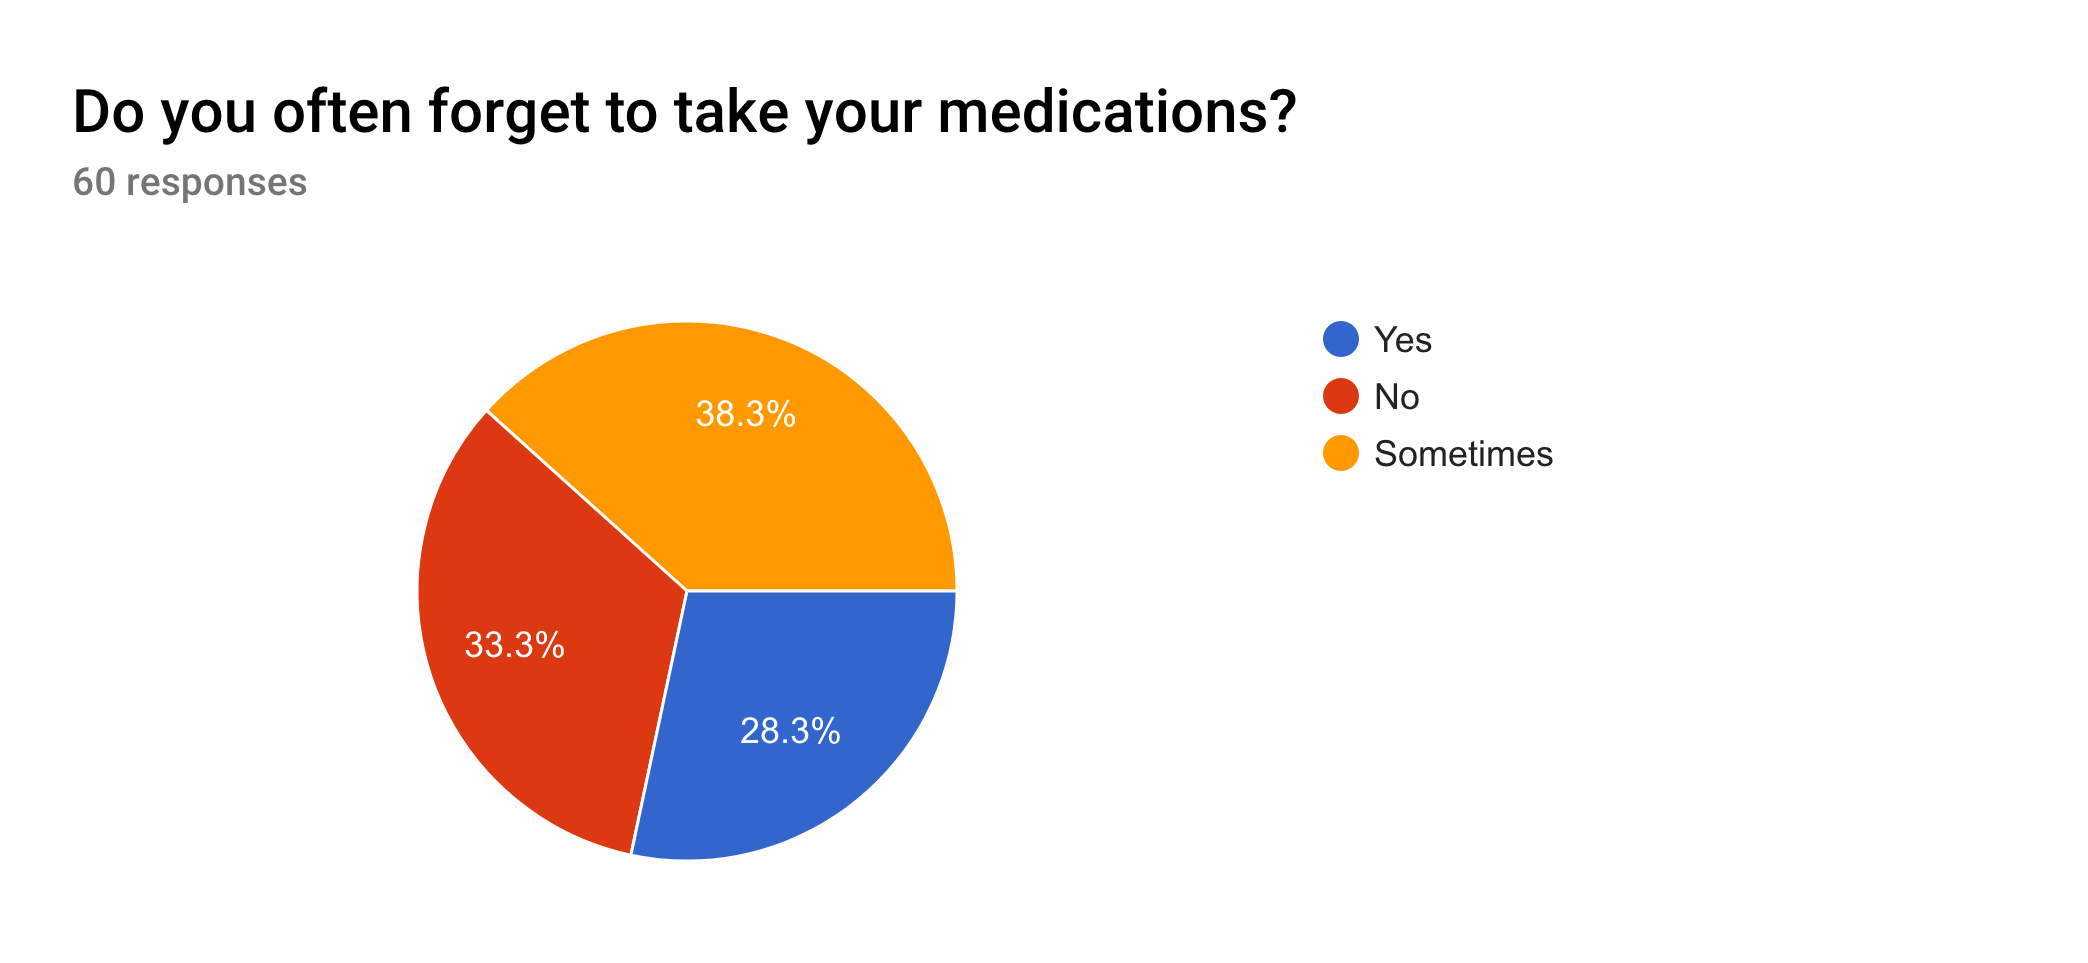 Do you often forget to take your medications?
60 responses
Yes
No
Sometimes
38.3%
33.3%
28.3%